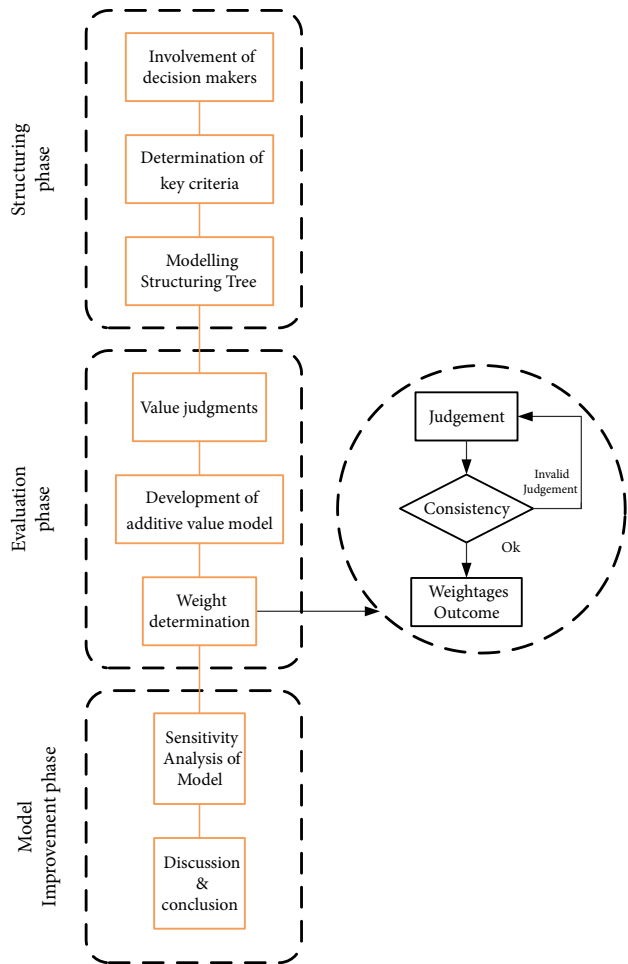 Structuring
phase
Involvement of
decision makers
Determination of
key criteria
Modelling
Structuring Tree
Evaluation
phase
Value judgments
Development of
additive value model
Weight
determination
Judgement
Invalid
Judgement
Consistency
Ok
Weightages
Outcome
Model
Improvement phase
Sensitivity
Analysis of
Model
Discussion
&
conclusion